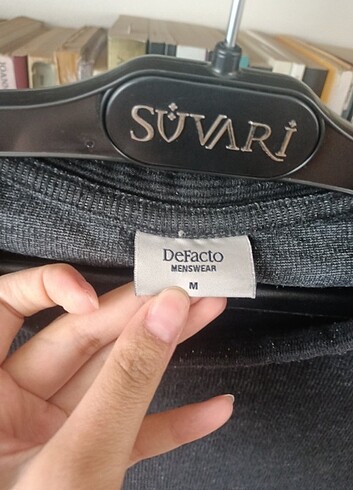 SÜVARİ
DeFacto
MENSWEAR
M